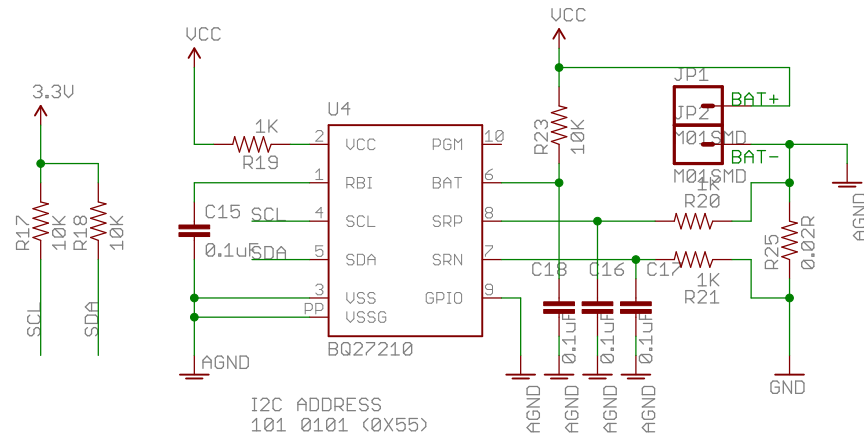 VCC
VCC
3.3V
U4
JP1
BAT+
JP2
M01SMD
BAT-
M01SMD
1K
R19
2
VCC
PGM
10
R23
10K
1
RBI
BAT
6
1K
R20
C15
0.1uF
SCL
4
SCL
SRP
8
R17
10K
R18
10K
SDA
5
SDA
SRN
7
C18
C16
C17
1K
R21
R25
0.02R
AGND
3
VSS
GPIO
9
PP
VSSG
0.1uF
0.1uF
0.1uF
SCL
SDA
BQ27210
AGND
AGND
AGND
AGND
AGND
GND
I2C ADDRESS
101 0101 (0X55)